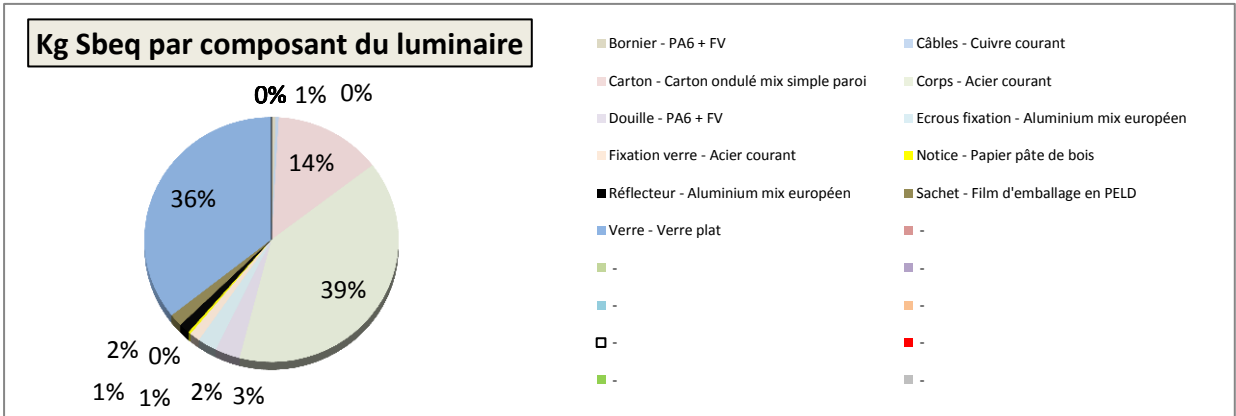 Kg Sbeq par composant du luminaire
0% 1% 0%
14%
36%
39%
2% 0%
1% 1% 2% 3%
Bornier - PA6 + FV
Câbles - Cuivre courant
Carton - Carton ondulé mix simple paroi
Corps - Acier courant
Douille - PA6 + FV
Ecrous fixation - Aluminium mix européen
Fixation verre - Acier courant
Notice - Papier pâte de bois
Réflecteur - Aluminium mix européen
Sachet - Film d'emballage en PELD
Verre - Verre plat
-
-
-
-
-
-
-
-
-